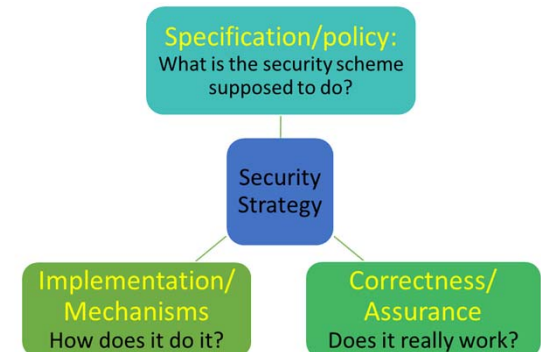 Specification/policy:
What is the security scheme
supposed to do?
Security
Strategy
Implementation/
Mechanisms
How does it do it?
Correctness/
Assurance
Does it really work?